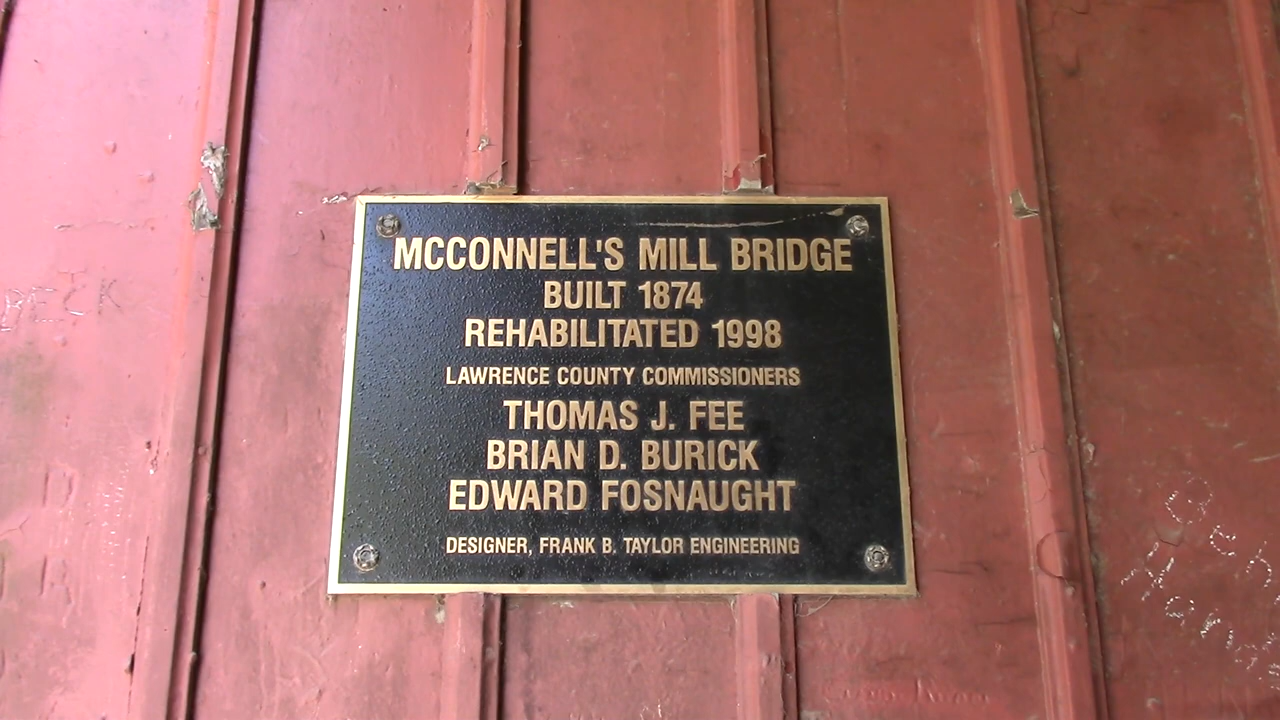 MCCONNELL'S MILL BRIDGE
BUILT 1874
REHABILITATED 1998
LAWRENCE COUNTY COMMISSIONERS
THOMAS J. FEE
BRIAN D. BURICK
EDWARD FOSNAUGHT
DESIGNER, FRANK B. TAYLOR ENGINEERING
BECK